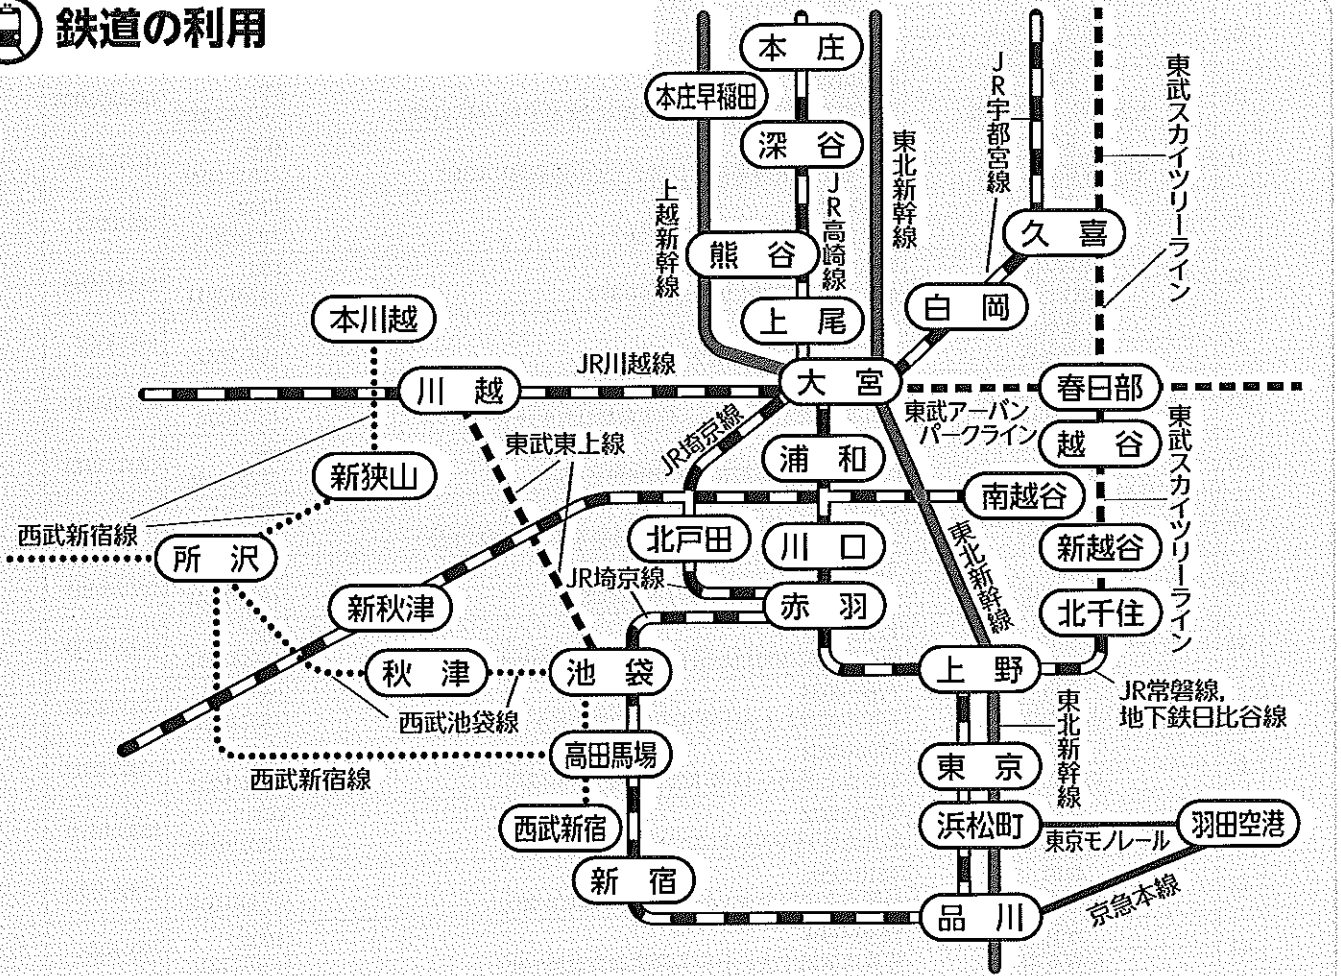 鉄道の利用
本庄
本庄早稲田
深谷
JR宇都宮線
東武スカイツリーライン
東北新幹線
上越新幹線
JR高崎線
久喜
熊谷
白岡
上尾
本川越
JR川越線
川越
大宮
春日部
東武アーバン
パークライン
東武東上線
JR埼京線
浦和
越谷
東武スカイツリーライン
新狭山
南越谷
西武新宿線
所沢
北戸田
川口
東北新幹線
新越谷
JR埼京線
新秋津
赤羽
北千住
秋津
池袋
上野
JR常磐線,
地下鉄日比谷線
西武池袋線
東北新幹線
高田馬場
西武新宿線
東京
西武新宿
浜松町
東京モノレール
羽田空港
新宿
品川
京急本線